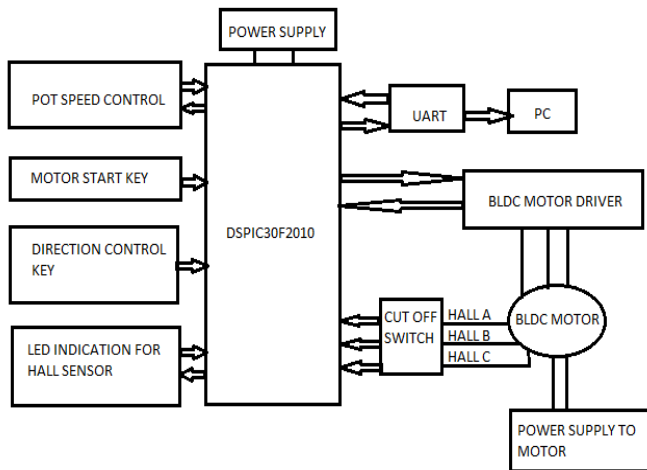 POWER SUPPLY
POT SPEED CONTROL
UART
PC
MOTOR START KEY
BLDC MOTOR DRIVER
DSPIC30F2010
DIRECTION CONTROL
KEY
CUT OFF
SWITCH
HALL A
HALL B
HALL C
BLDC MOTOR
LED INDICATION FOR
HALL SENSOR
POWER SUPPLY TO
MOTOR